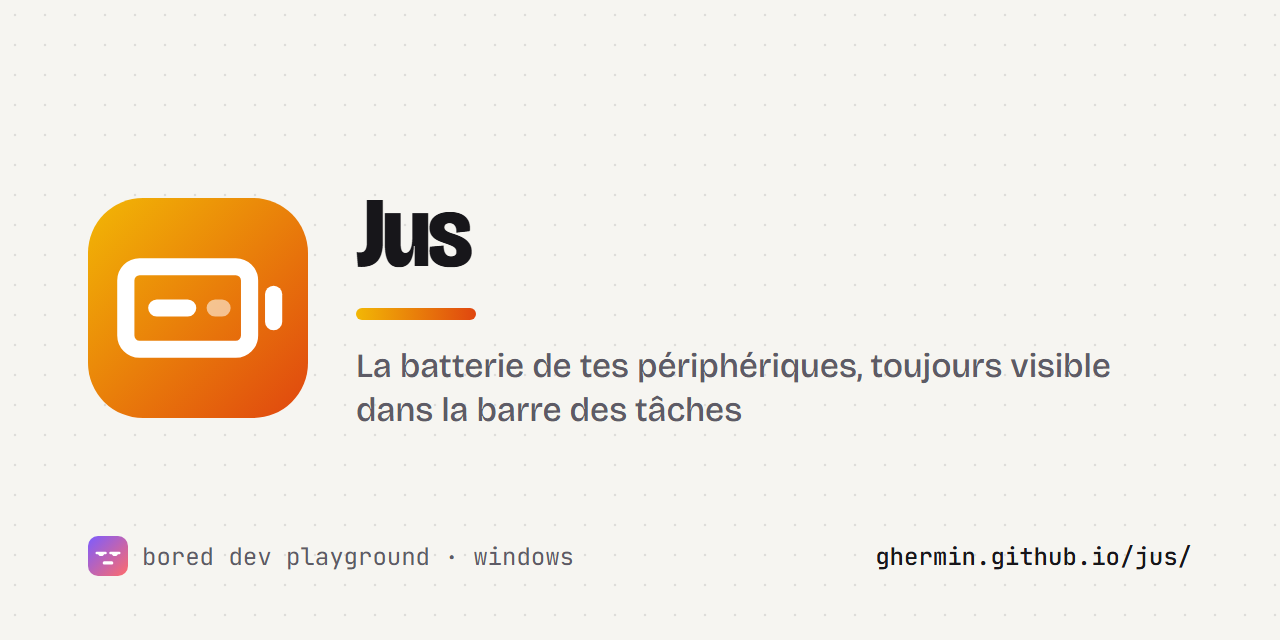 Jus
La batterie de tes périphériques, toujours visible
dans la barre des tâches
bored dev playground · windows
ghermin.github.io/jus/